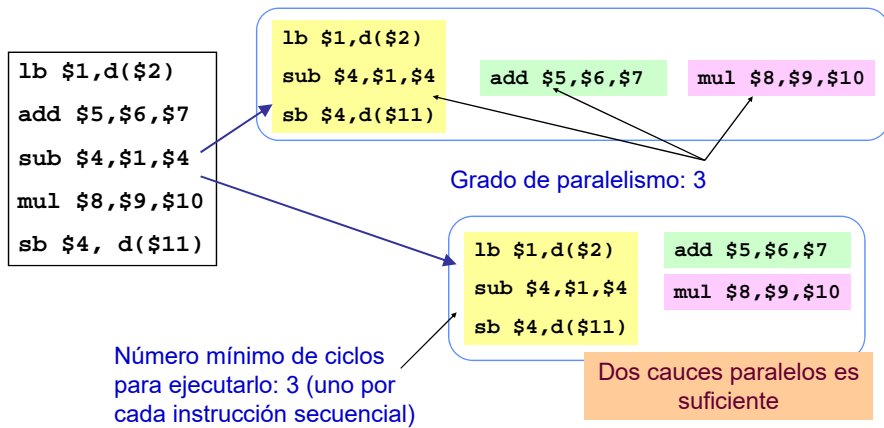 lb $1,d($2)
add $5,$6,$7
sub $4,$1,$4
mul $8,$9,$10
sb $4, d($11)
lb $1,d($2)
sub $4,$1,$4
sb $4,d($11)
add $5,$6,$7
mul $8,$9,$10
Grado de paralelismo: 3
lb $1,d($2)
sub $4,$1,$4
sb $4,d($11)
add $5,$6,$7
mul $8,$9,$10
Número mínimo de ciclos
para ejecutarlo: 3 (uno por
cada instrucción secuencial)
Dos cauces paralelos es
suficiente